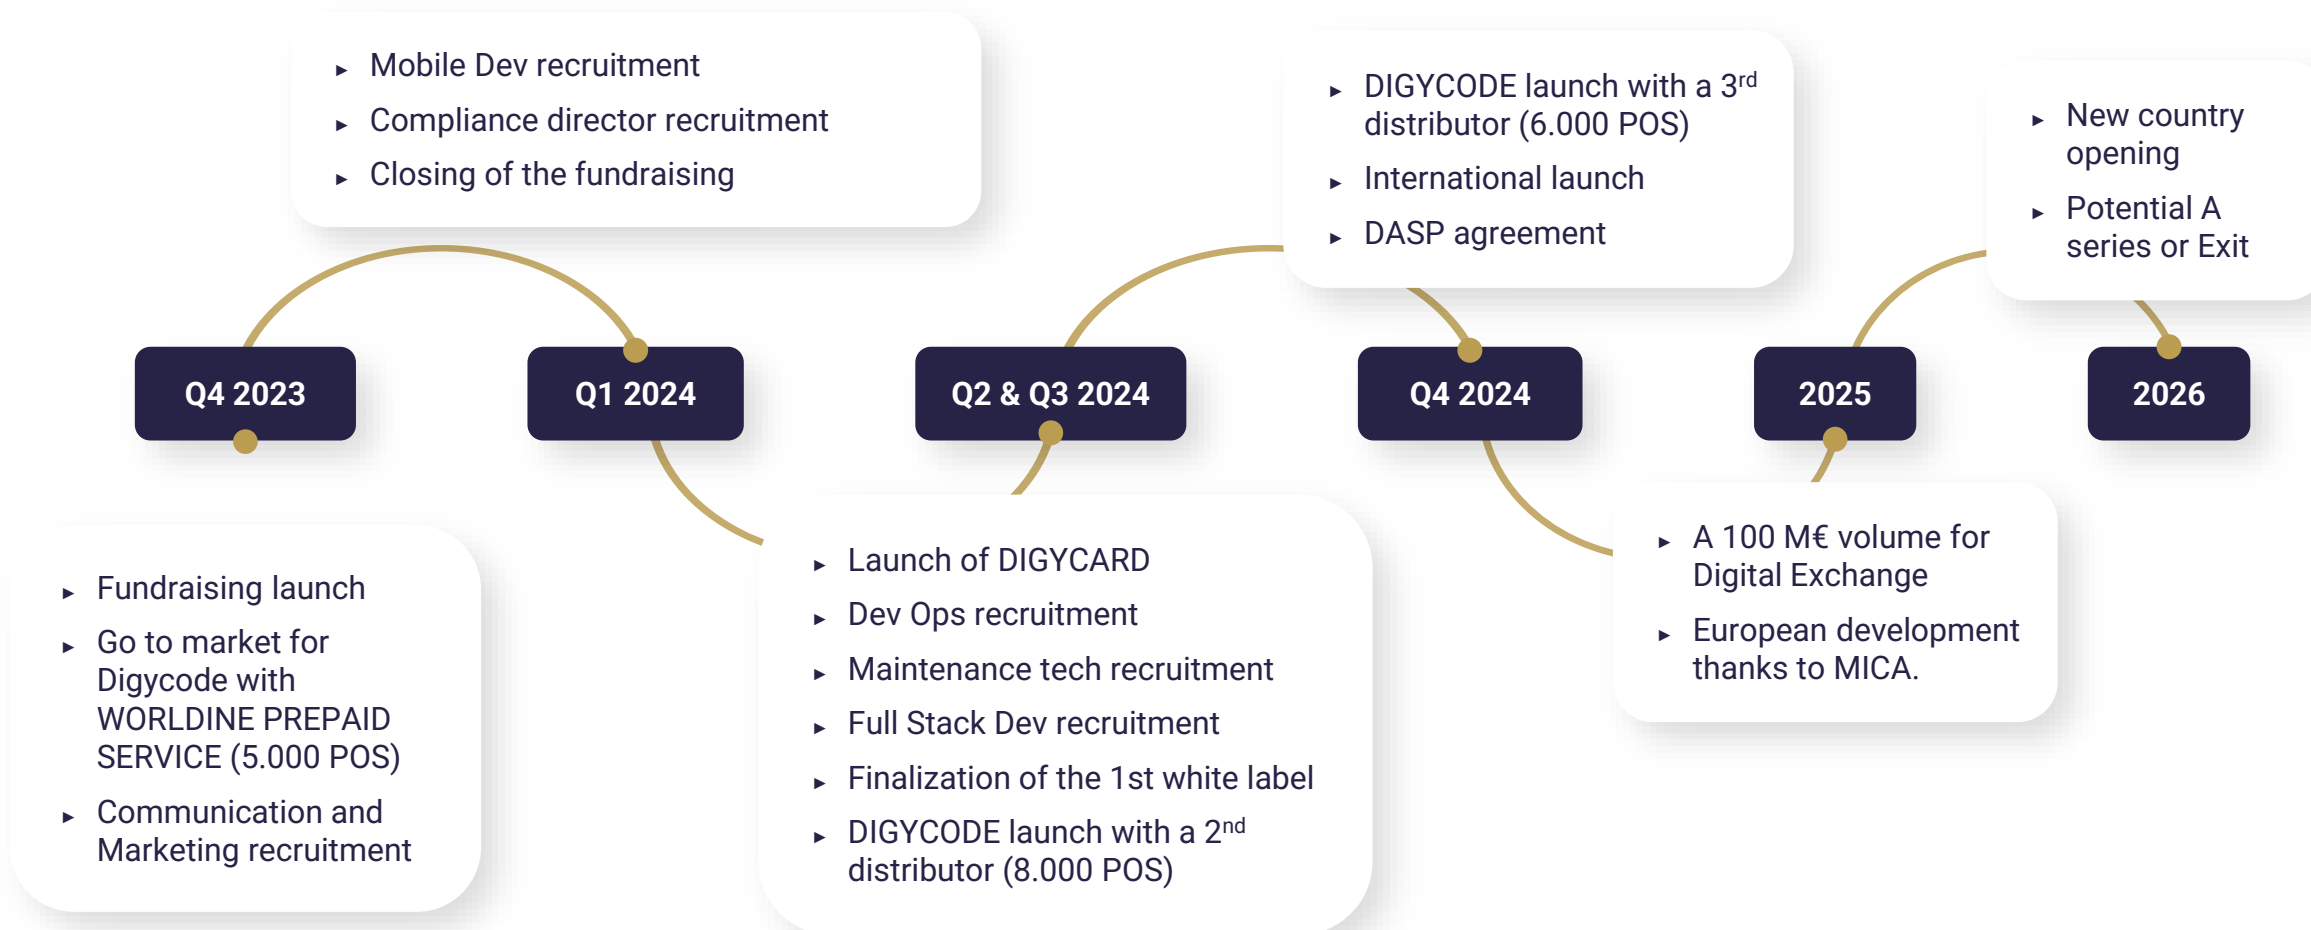 Mobile Dev recruitment
Compliance director recruitment
Closing of the fundraising
DIGYCODE launch with a 3rd
distributor (6.000 POS)
International launch
DASP agreement
New country
opening
Potential A
series or Exit
Q4 2023
Q1 2024
Q2 & Q3 2024
Q4 2024
2025
2026
Fundraising launch
Go to market for
Digycode with
WORLDINE PREPAID
SERVICE (5.000 POS)
Communication and
Marketing recruitment
Launch of DIGYCARD
Dev Ops recruitment
Maintenance tech recruitment
Full Stack Dev recruitment
Finalization of the 1st white label
DIGYCODE launch with a 2nd
distributor (8.000 POS)
A 100 M€ volume for
Digital Exchange
European development
thanks to MICA.